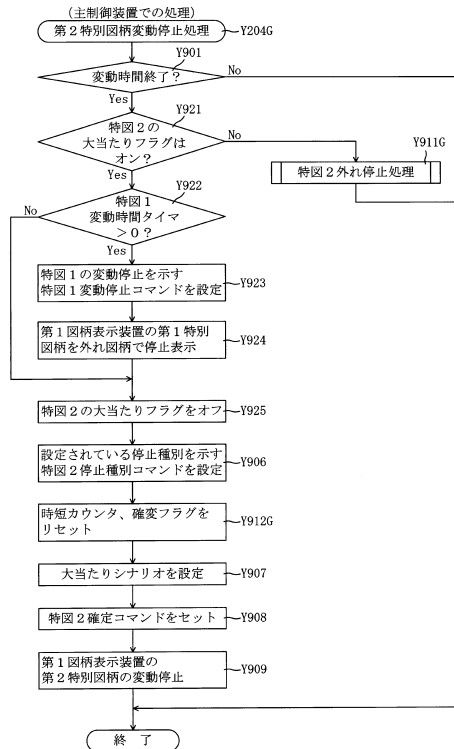 (主制御装置での処理)
第2特別図柄変動停止処理
Y204G
Y901
変動時間終了?
No
Yes
Y921
特図2の
大当たりフラグは
オン?
No
Y911G
特図2外れ停止処理
Yes
Y922
特図1
変動時間タイマ
>0?
No
Yes
特図1の変動停止を示す
特図1変動停止コマンドを設定
Y923
第1図柄表示装置の第1特別
図柄を外れ図柄で停止表示
Y924
特図2の大当たりフラグをオフ
Y925
設定されている停止種別を示す
特図2停止種別コマンドを設定
Y906
時短カウンタ、確変フラグを
リセット
Y912G
大当たりシナリオを設定
Y907
特図2確定コマンドをセット
Y908
第1図柄表示装置の
第2特別図柄の変動停止
Y909
終了